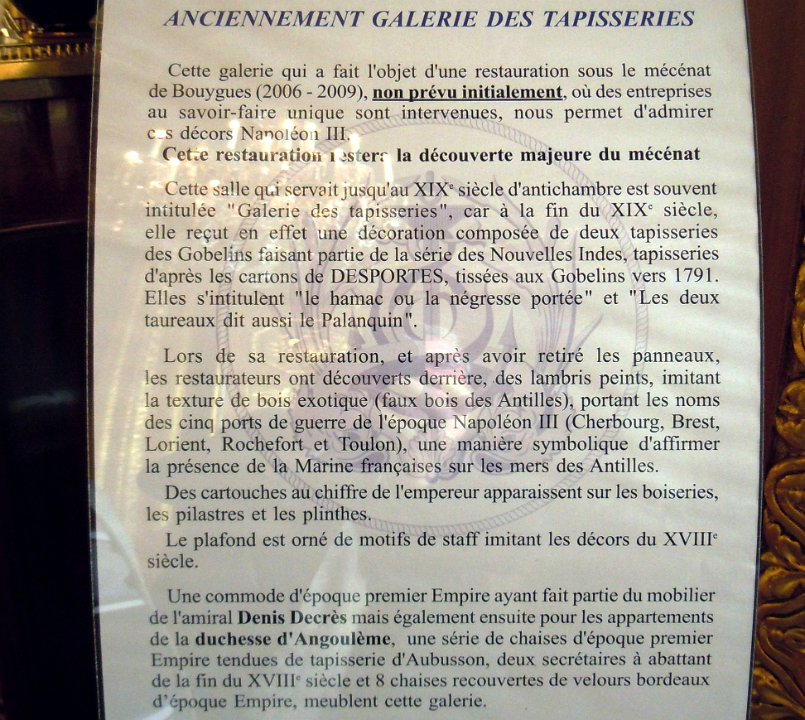 ANCIENNEMENT GALERIE DES TAPISSERIES
Cette galerie qui a fait l'objet d'une restauration sous le mécénat
de Bouygues (2006 - 2009), non prévu initialement, où des entreprises
au savoir-faire unique sont intervenues, nous permet d'admirer
ces décors Napoléon III.
Cette restauration restera la découverte majeure du mécénat
Cette salle qui servait jusqu'au XIXe siècle d'antichambre est souvent
intitulée "Galerie des tapisseries", car à la fin du XIXe siècle,
elle reçut en effet une décoration composée de deux tapisseries
des Gobelins faisant partie de la série des Nouvelles Indes, tapisseries
d'après les cartons de DESPORTES, tissées aux Gobelins vers 1791.
Elles s'intitulent "le hamac ou la négresse portée" et "Les deux
taureaux dit aussi le Palanquin".
Lors de sa restauration, et après avoir retiré les panneaux,
les restaurateurs ont découverts derrière, des lambris peints, imitant
la texture de bois exotique (faux bois des Antilles), portant les noms
des cinq ports de guerre de l'époque Napoléon III (Cherbourg, Brest,
Lorient, Rochefort et Toulon), une manière symbolique d'affirmer
la présence de la Marine françaises sur les mers des Antilles.
Des cartouches au chiffre de l'empereur apparaissent sur les boiseries,
les pilastres et les plinthes.
Le plafond est orné de motifs de staff imitant les décors du XVIIIe
siècle.
Une commode d'époque premier Empire ayant fait partie du mobilier
de l'amiral Denis Decrès mais également ensuite pour les appartements
de la duchesse d'Angoulème, une série de chaises d'époque premier
Empire tendues de tapisserie d'Aubusson, deux secrétaires à abattant
de la fin du XVIIIe siècle et 8 chaises recouvertes de velours bordeaux
d'époque Empire, meublent cette galerie.